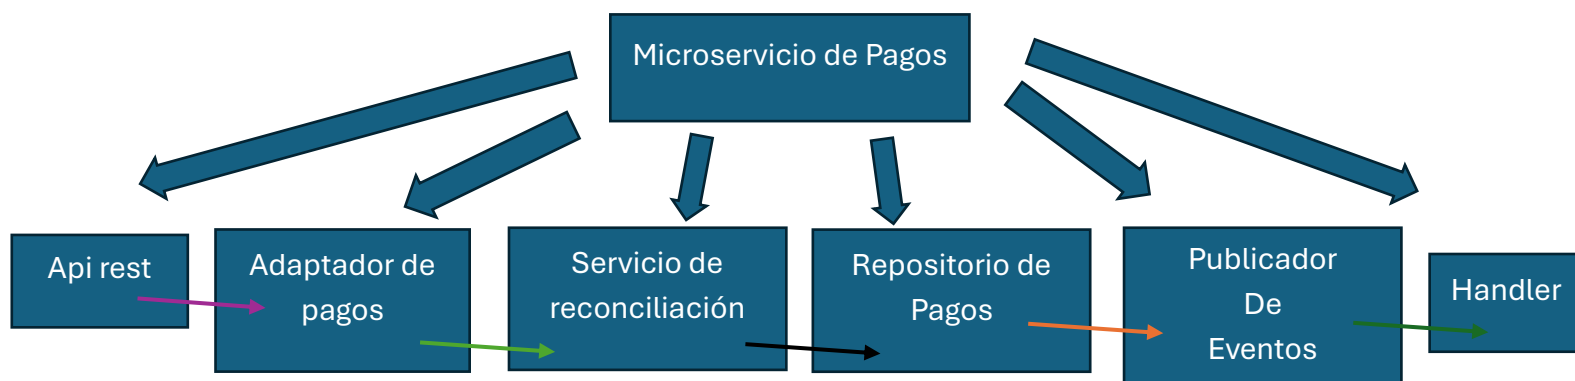 Microservicio de Pagos
Api rest
Adaptador de
pagos
Servicio de
reconciliación
Repositorio de
Pagos
Publicador
De
Eventos
Handler